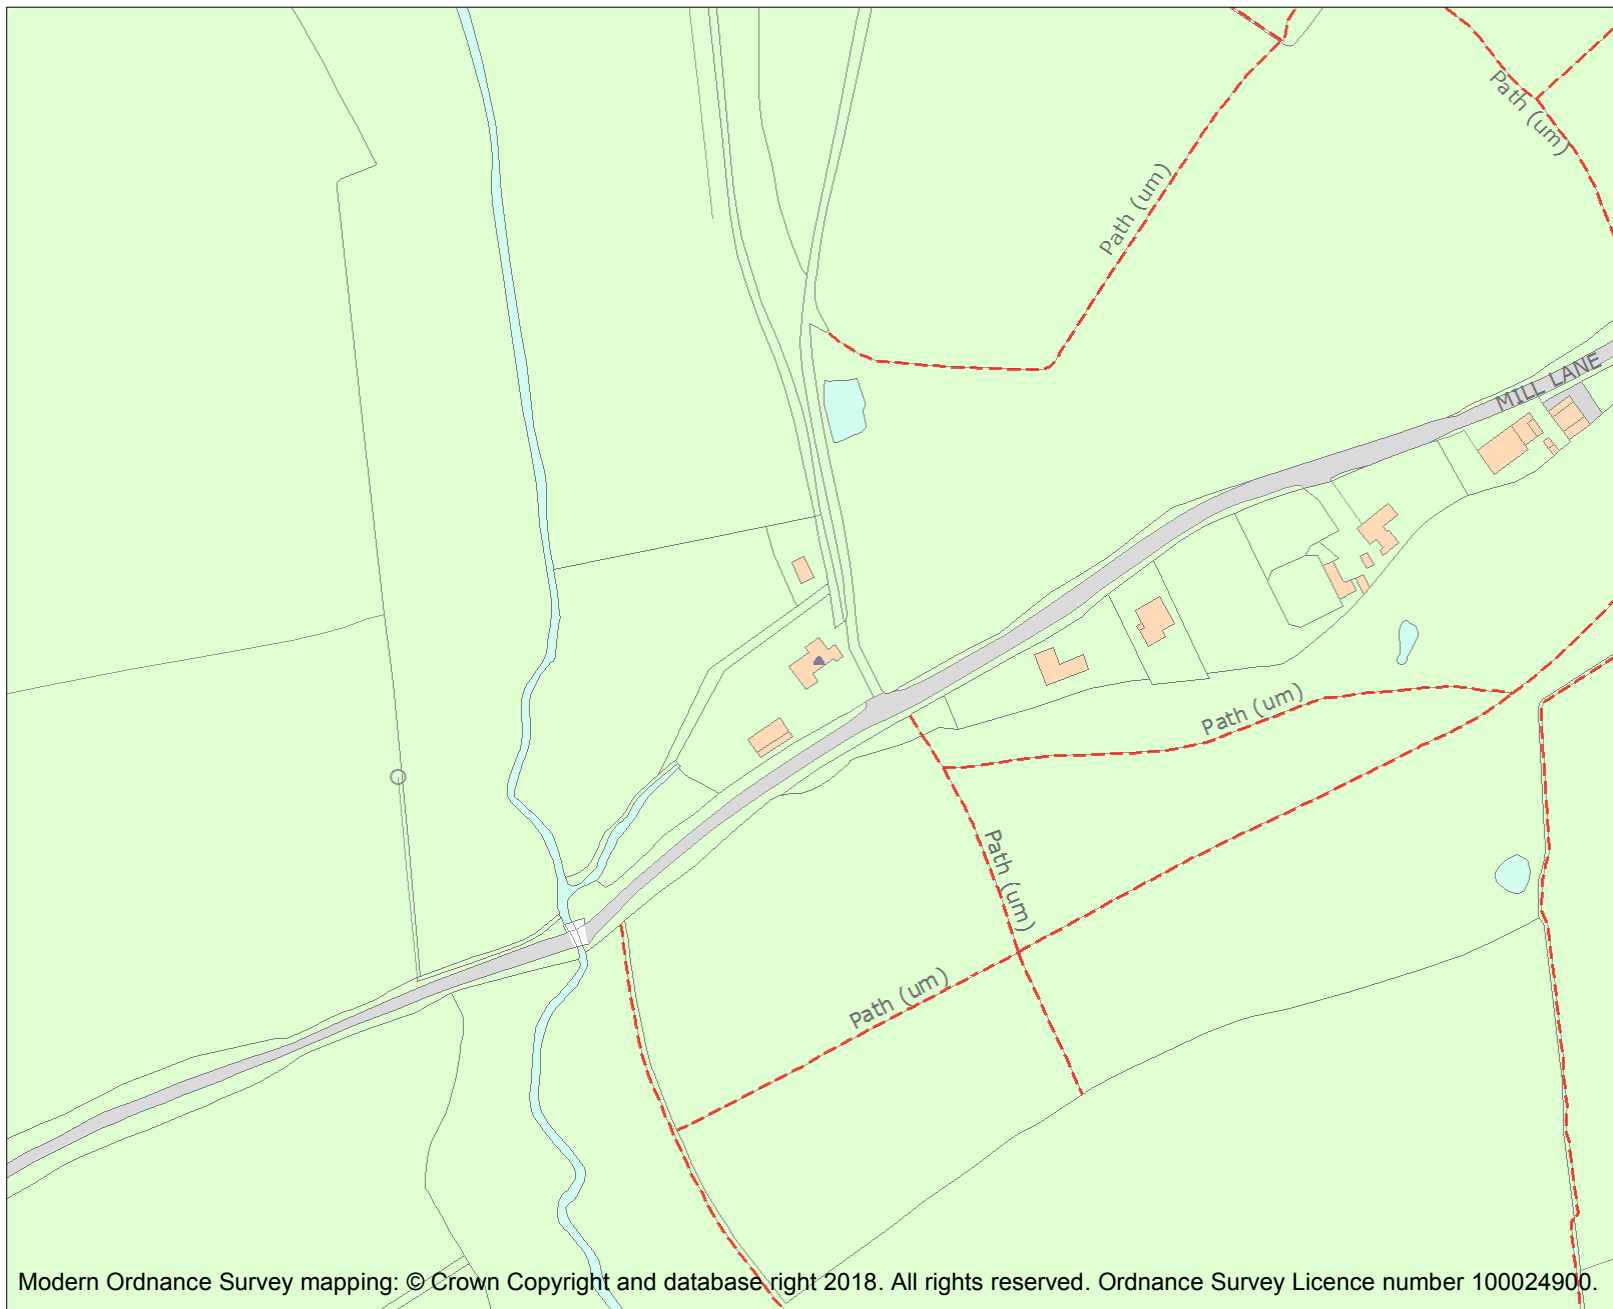 Path (um)
Path (um)
MILL LANE
Path (um)
Path (um)
Path (um)
Modern Ordnance Survey mapping: © Crown Copyright and database right 2018. All rights reserved. Ordnance Survey Licence number 100024900.